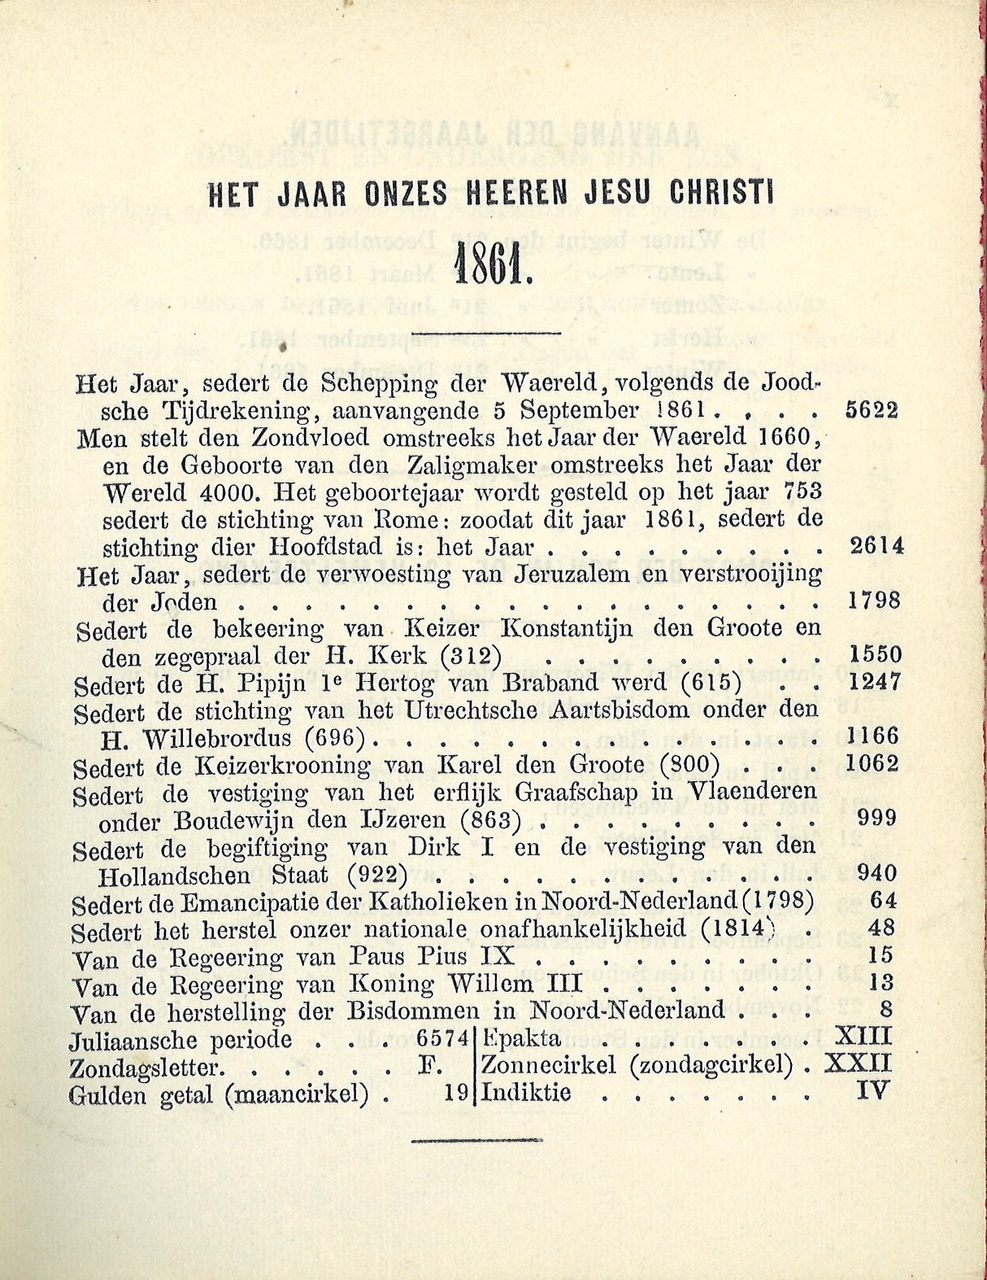 HET JAAR ONZES HEEREN JESU CHRISTI
1861.
Het Jaar, sedert de Schepping der Waereld, volgends de Jood-
sche Tijdrekening, aanvangende 5 September 1861 . . . . 5622
Men stelt den Zondvloed omstreeks het Jaar der Waereld 1660,
en de Geboorte van den Zaligmaker omstreeks het Jaar der
Wereld 4000. Het geboortejaar wordt gesteld op het jaar 753
sedert de stichting van Rome: zoodat dit jaar 1861, sedert de
stichting dier Hoofdstad is: het Jaar . . . . . . . . . 2614
Het Jaar, sedert de verwoesting van Jeruzalem en verstrooijing
der Joden . . . . . . . . . . . . . . . . . . 1798
Sedert de bekeering van Keizer Konstantijn den Groote en
den zegepraal der H. Kerk (312) . . . . . . . . . 1550
Sedert de H. Pipijn 1e Hertog van Braband werd (615) . . 1247
Sedert de stichting van het Utrechtsche Aartsbisdom onder den
H. Willebrordus (696) . . . . . . . . . . . . . . 1166
Sedert de Keizerkrooning van Karel den Groote (800) . . . 1062
Sedert de vestiging van het erflijk Graafschap in Vlaenderen
onder Boudewijn den IJzeren (863) . . . . . . . . . 999
Sedert de begiftiging van Dirk I en de vestiging van den
Hollandschen Staat (922) . . . . . . . . . . . . 940
Sedert de Emancipatie der Katholieken in Noord-Nederland (1798) 64
Sedert het herstel onzer nationale onafhankelijkheid (1814) . 48
Van de Regeering van Paus Pius IX . . . . . . . . . 15
Van de Regeering van Koning Willem III . . . . . . . 13
Van de herstelling der Bisdommen in Noord-Nederland . . . 8
Juliaansche periode . . . 6574 | Epakta . . . . . . . XIII
Zondagsletter. . . . . . F. | Zonnecirkel (zondagcirkel) . XXII
Gulden getal (maancirkel) . 19 | Indiktie . . . . . . . IV